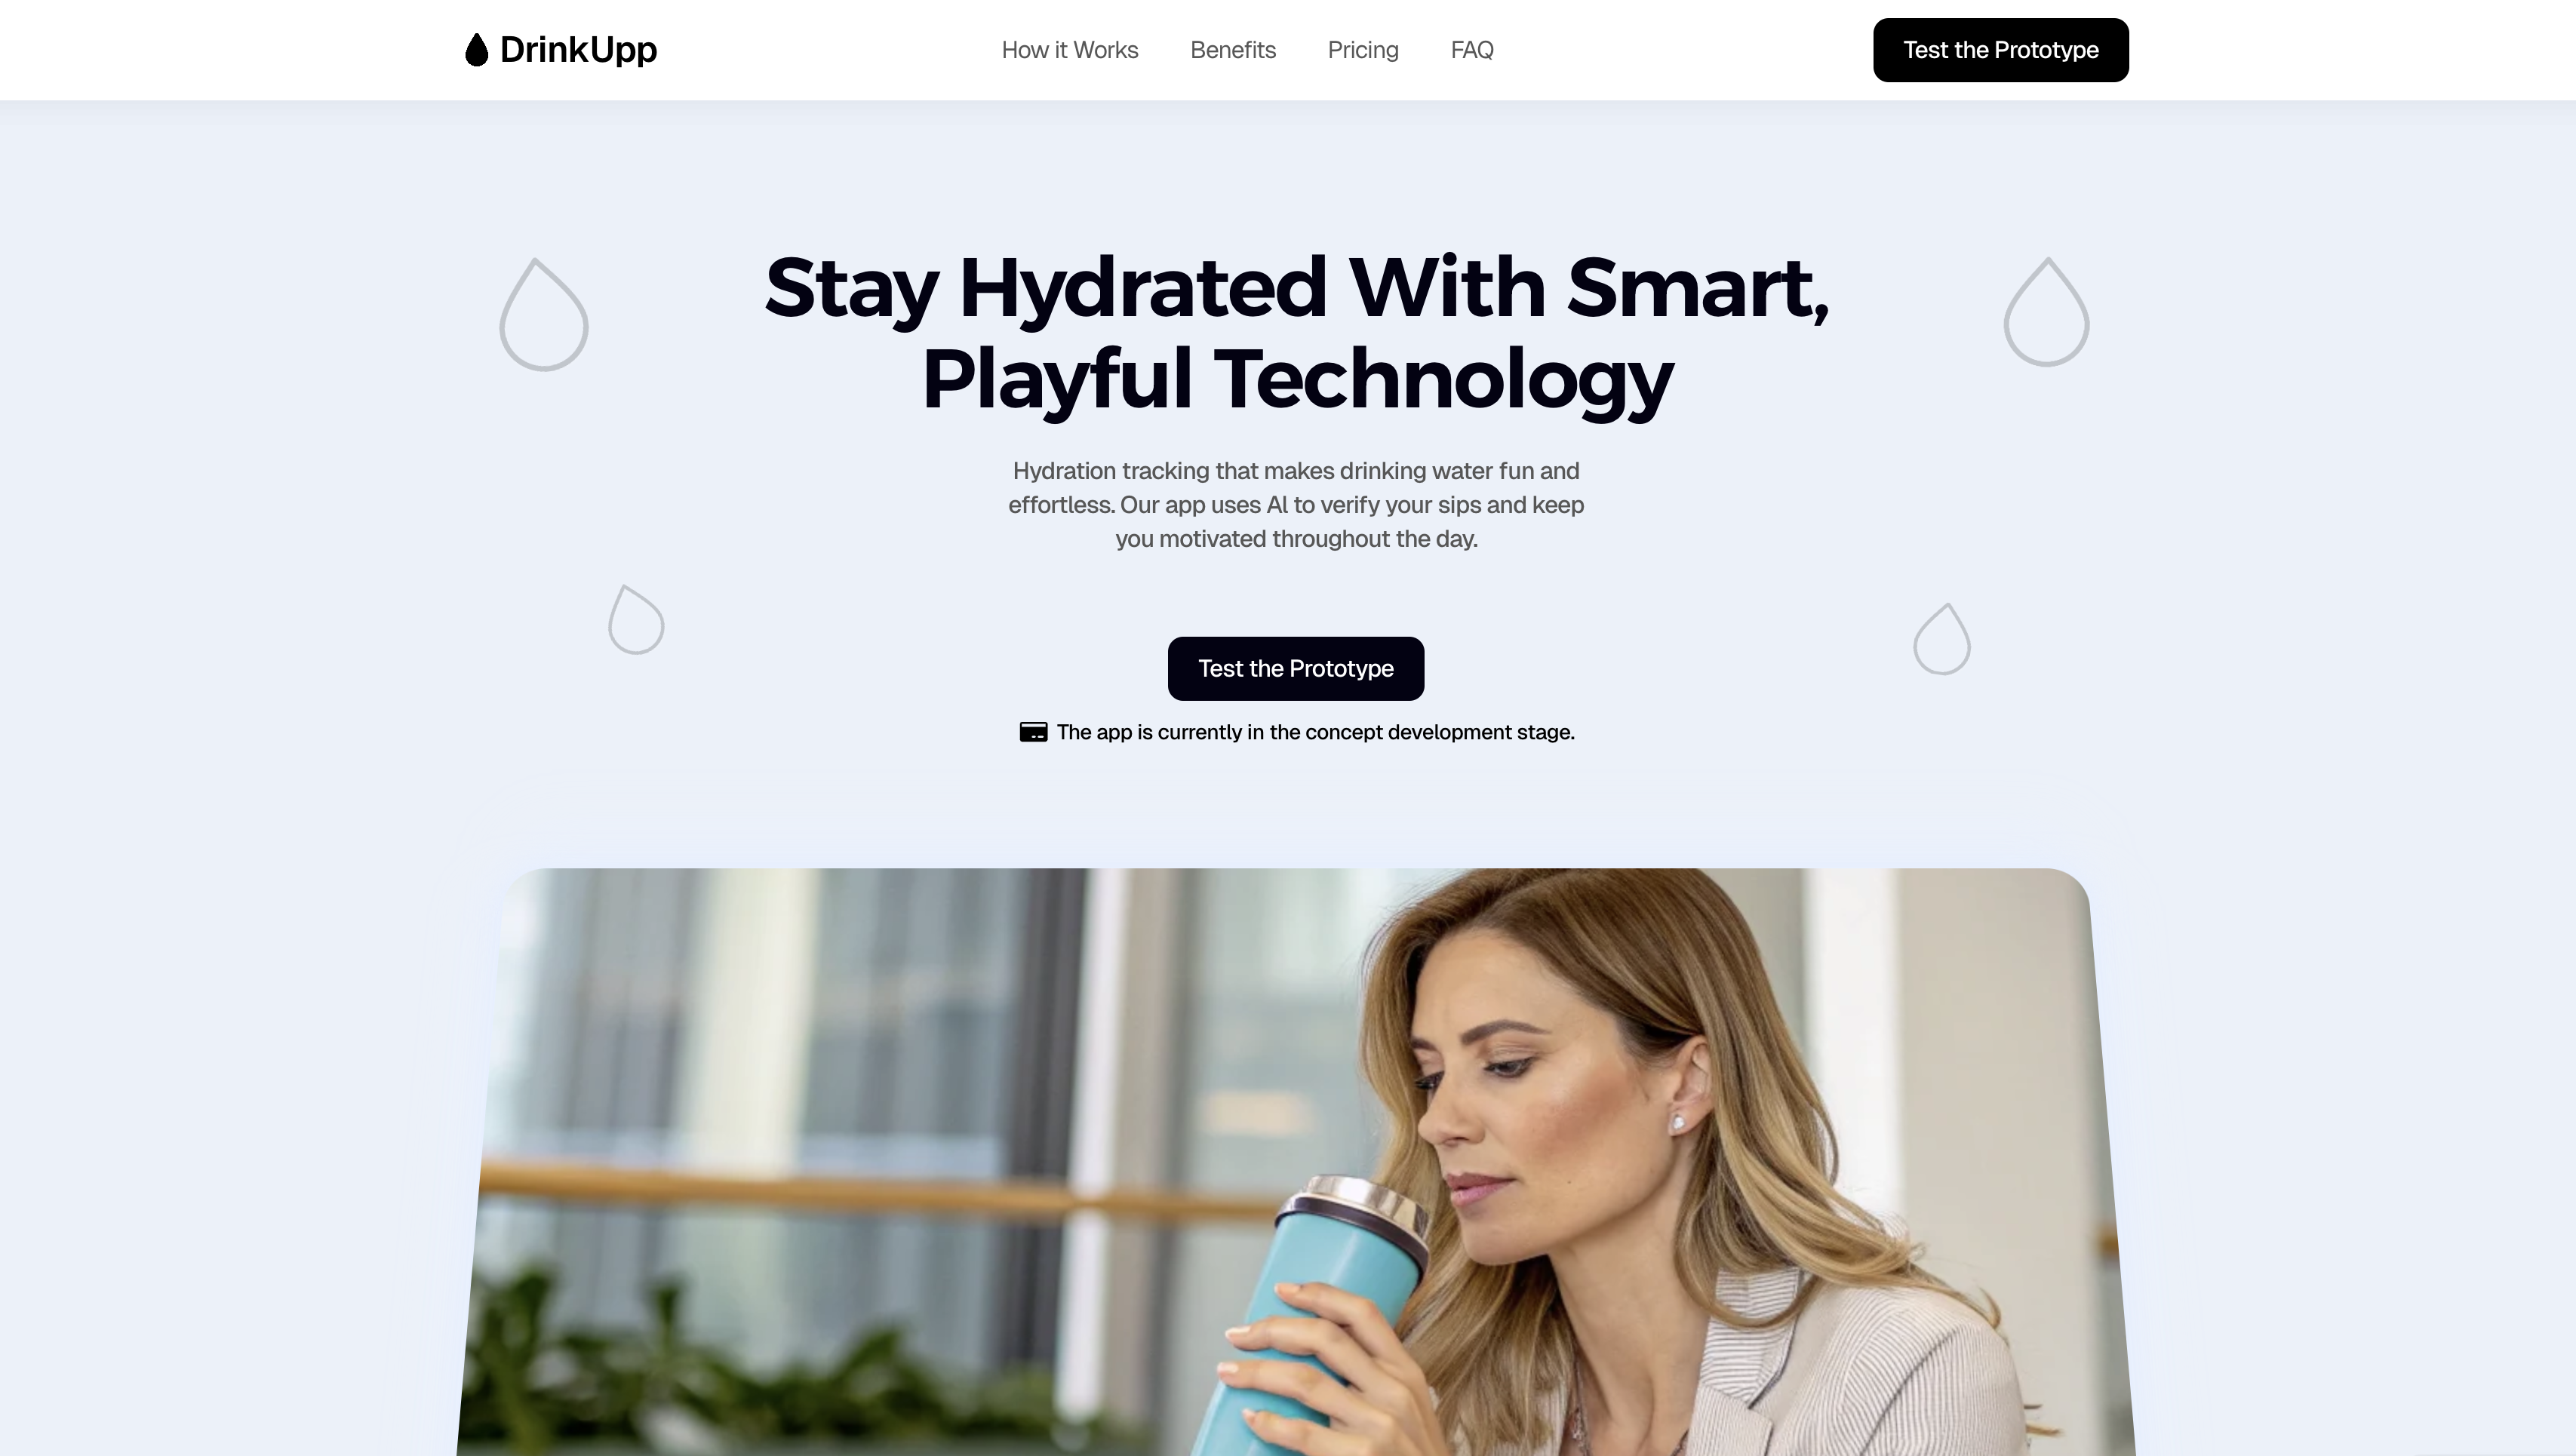 DrinkUpp
How it Works
Benefits
Pricing
FAQ
Test the Prototype
Stay Hydrated With Smart,
Playful Technology
Hydration tracking that makes drinking water fun and
effortless. Our app uses AI to verify your sips and keep
you motivated throughout the day.
Test the Prototype
The app is currently in the concept development stage.